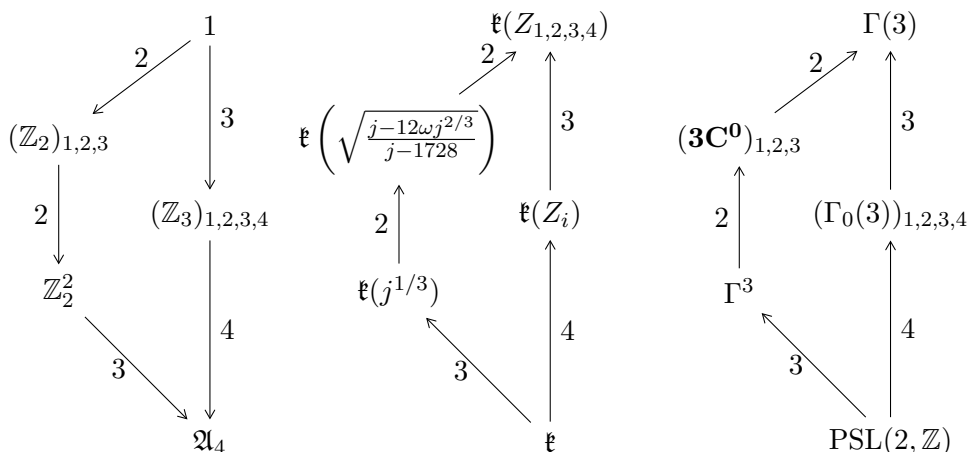 1
2
3
(ℤ₂)₁,₂,₃
2
(ℤ₃)₁,₂,₃,₄
ℤ₂²
3
4
𝔄₄
𝔨(Z₁,₂,₃,₄)
2
3
𝔨(√((j−12ωj^{2/3})/(j−1728)))
2
𝔨(Zᵢ)
𝔨(j^{1/3})
3
4
𝔨
Γ(3)
2
3
(𝟑𝐂⁰)₁,₂,₃
2
(Γ₀(3))₁,₂,₃,₄
Γ³
3
4
PSL(2, ℤ)